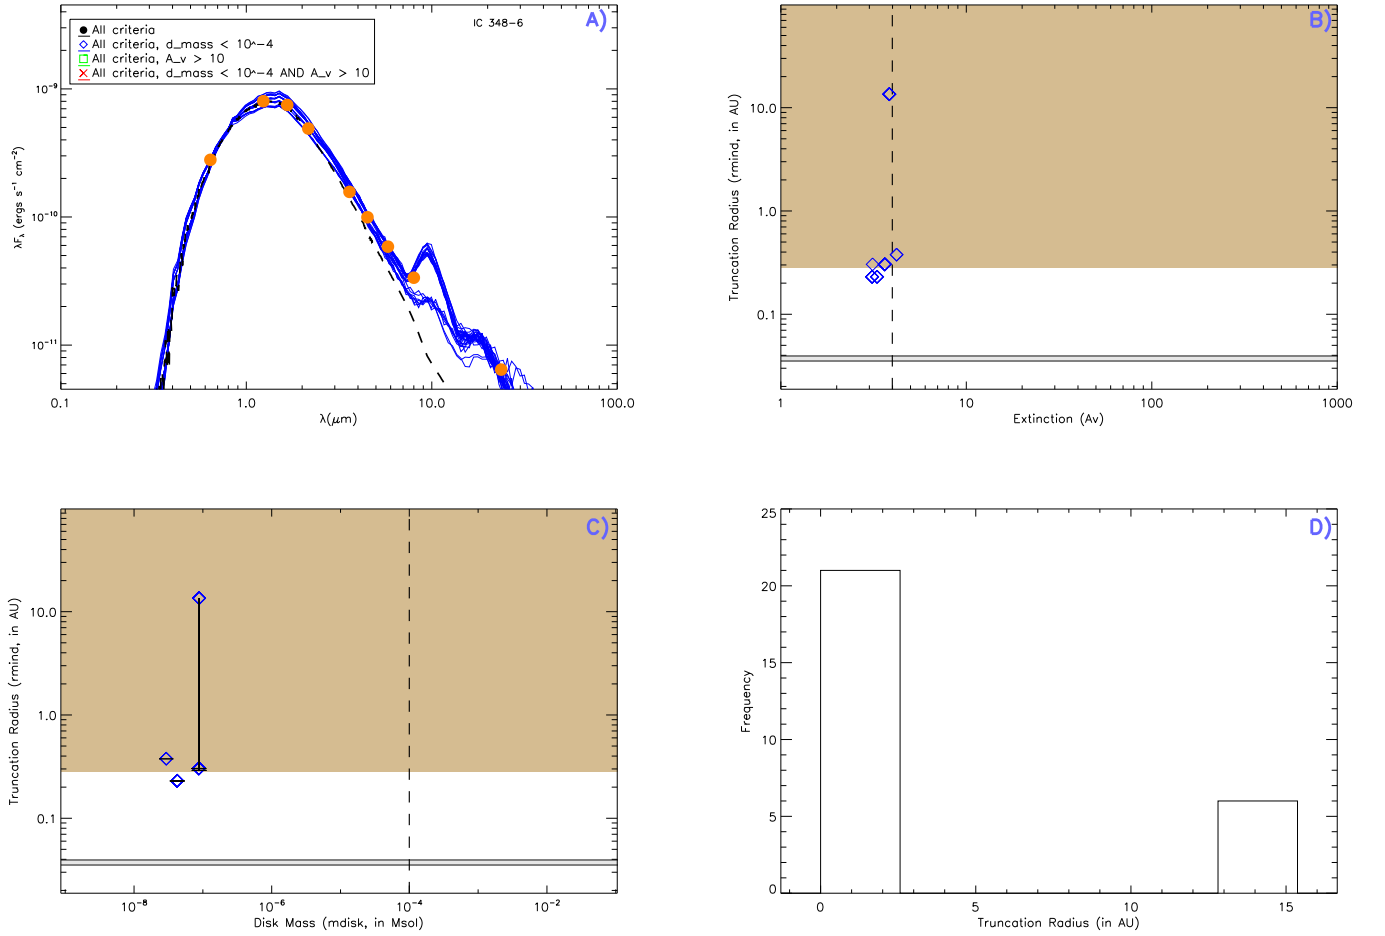 A)
IC 348-6
All criteria
All criteria, d_mass < 10^-4
All criteria, A_v > 10
All criteria, d_mass < 10^-4 AND A_v > 10
λFλ (ergs s⁻¹ cm⁻²)
10⁻⁹
10⁻¹⁰
10⁻¹¹
0.1 1.0 10.0 100.0
λ(μm)
B)
Truncation Radius (rmind, in AU)
10.0
1.0
0.1
1 10 100 1000
Extinction (Av)
C)
Truncation Radius (rmind, in AU)
10.0
1.0
0.1
10⁻⁸ 10⁻⁶ 10⁻⁴ 10⁻²
Disk Mass (mdisk, in Msol)
D)
Frequency
25
20
15
10
5
0
0 5 10 15
Truncation Radius (in AU)